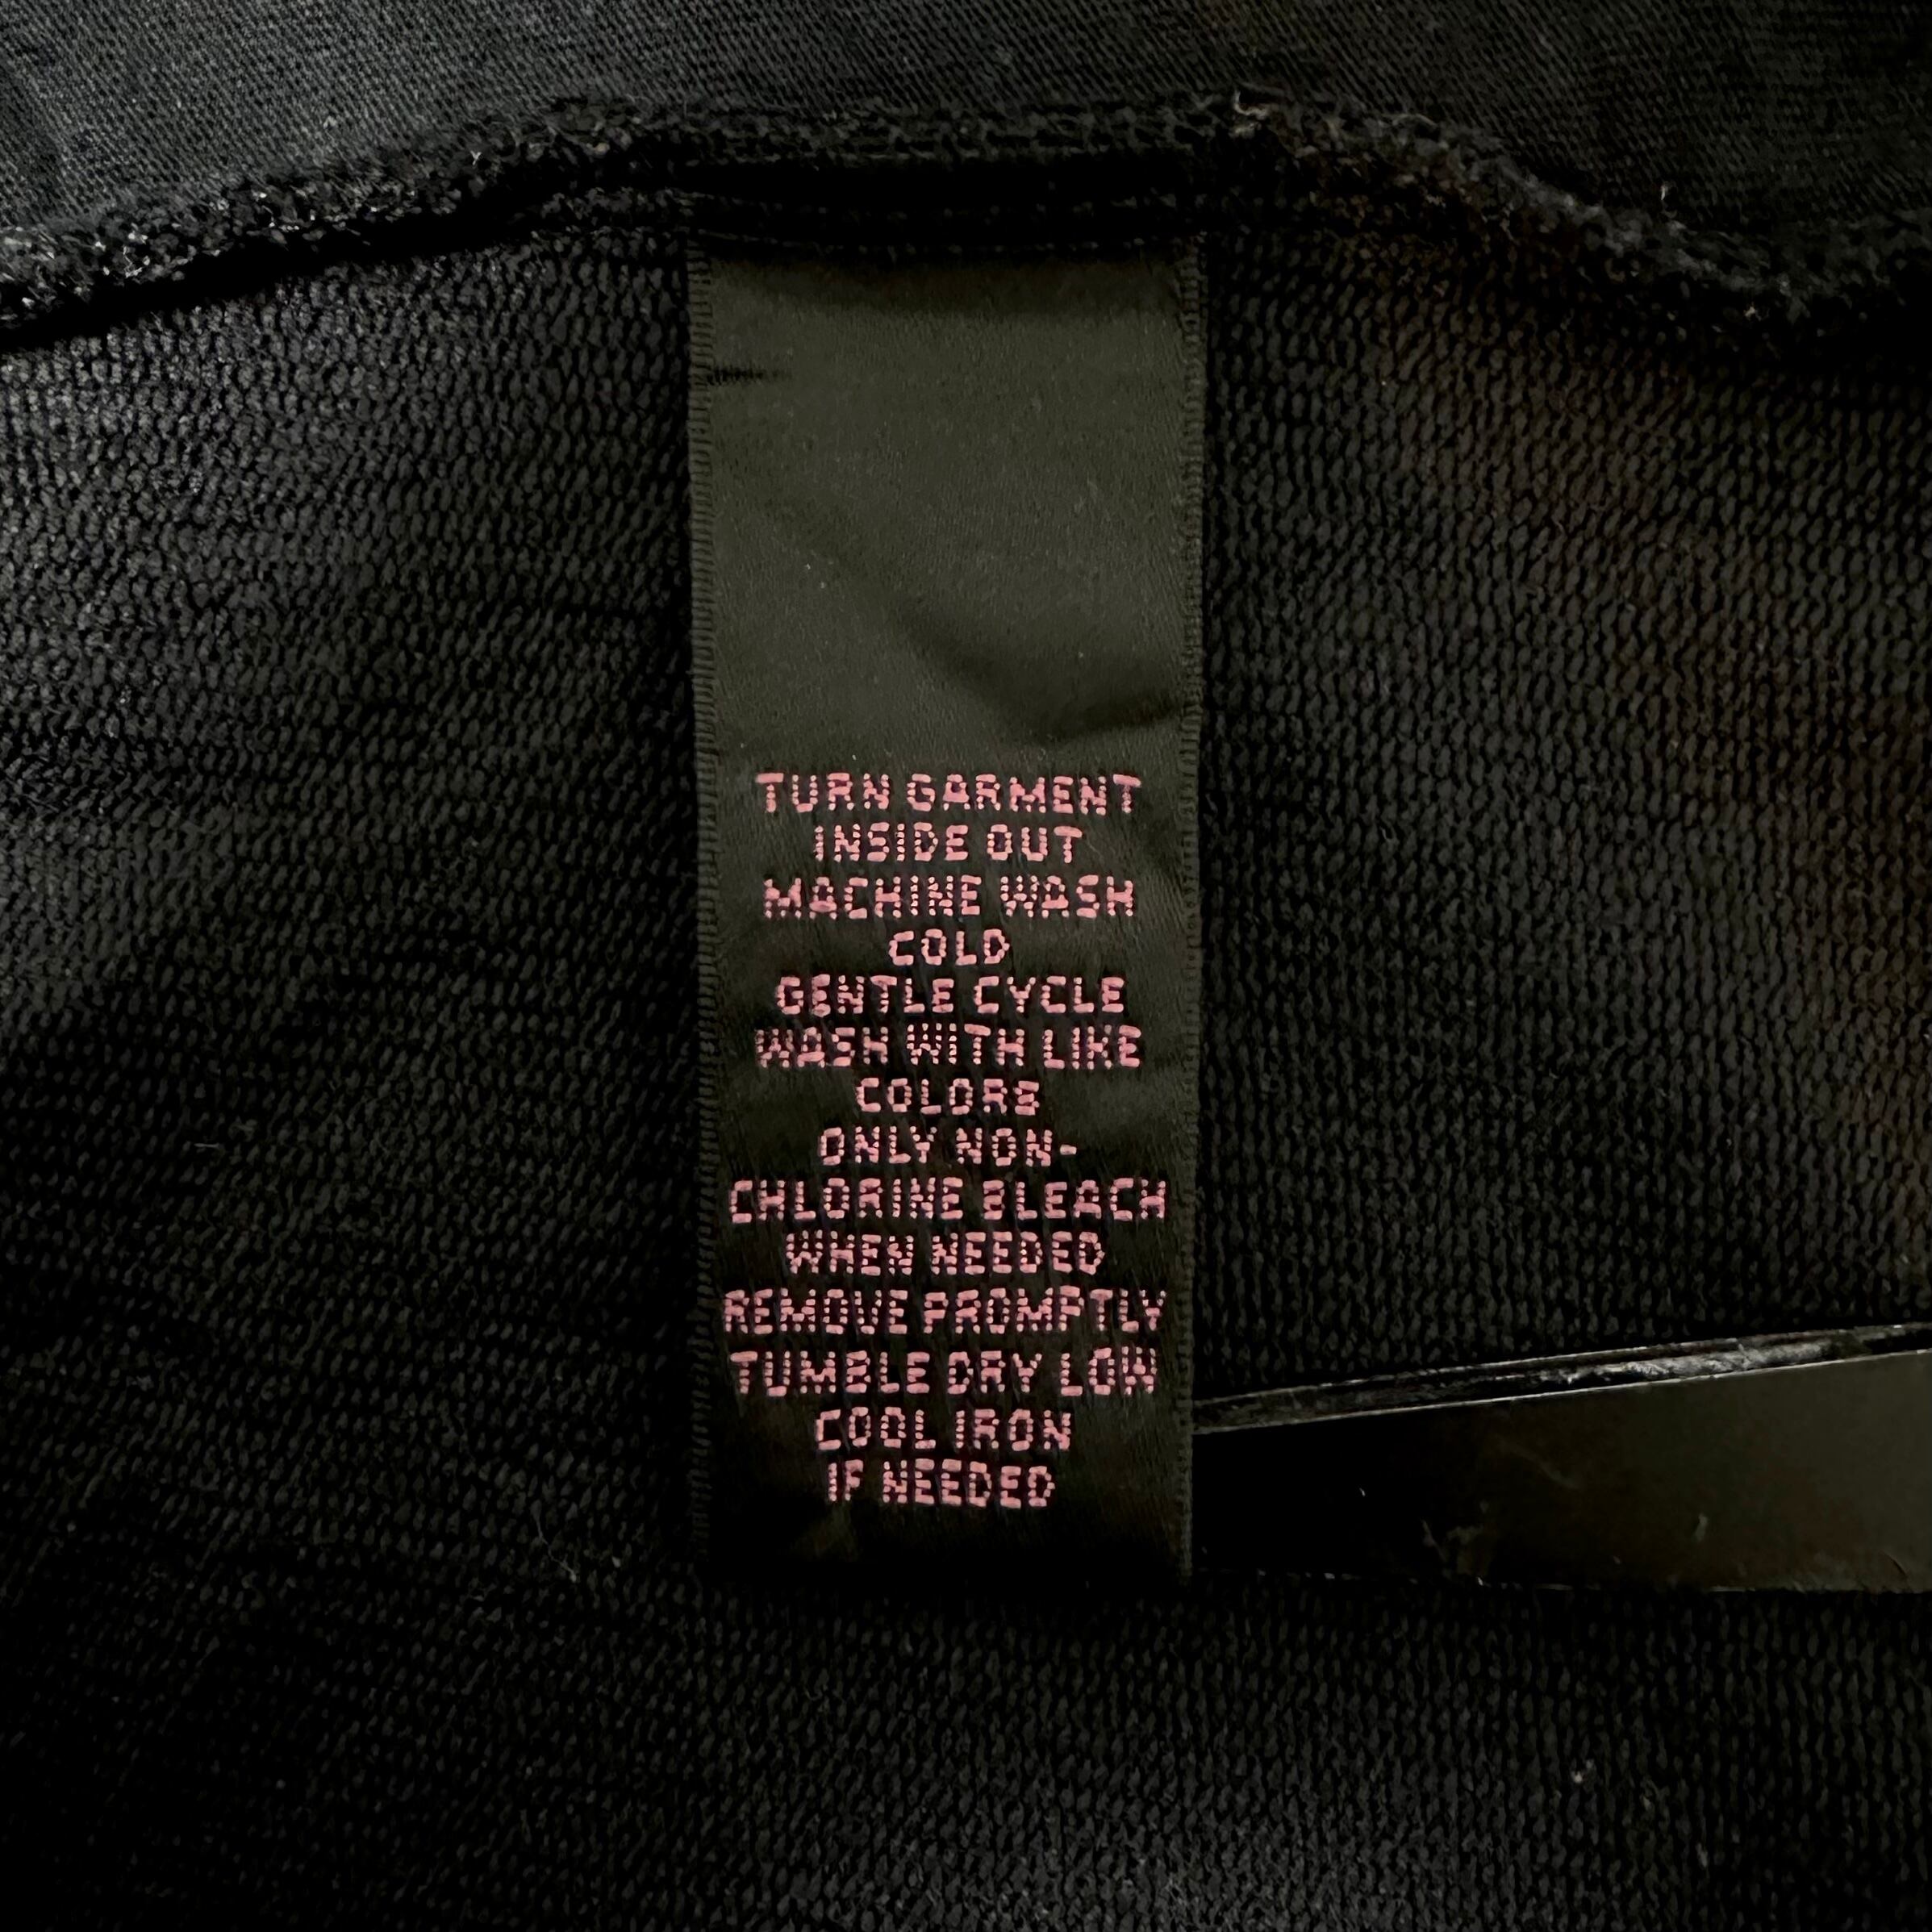 TURN GARMENT
INSIDE OUT
MACHINE WASH
COLD
GENTLE CYCLE
WASH WITH LIKE
COLORS
ONLY NON-
CHLORINE BLEACH
WHEN NEEDED
REMOVE PROMPTLY
TUMBLE DRY LOW
COOL IRON
IF NEEDED